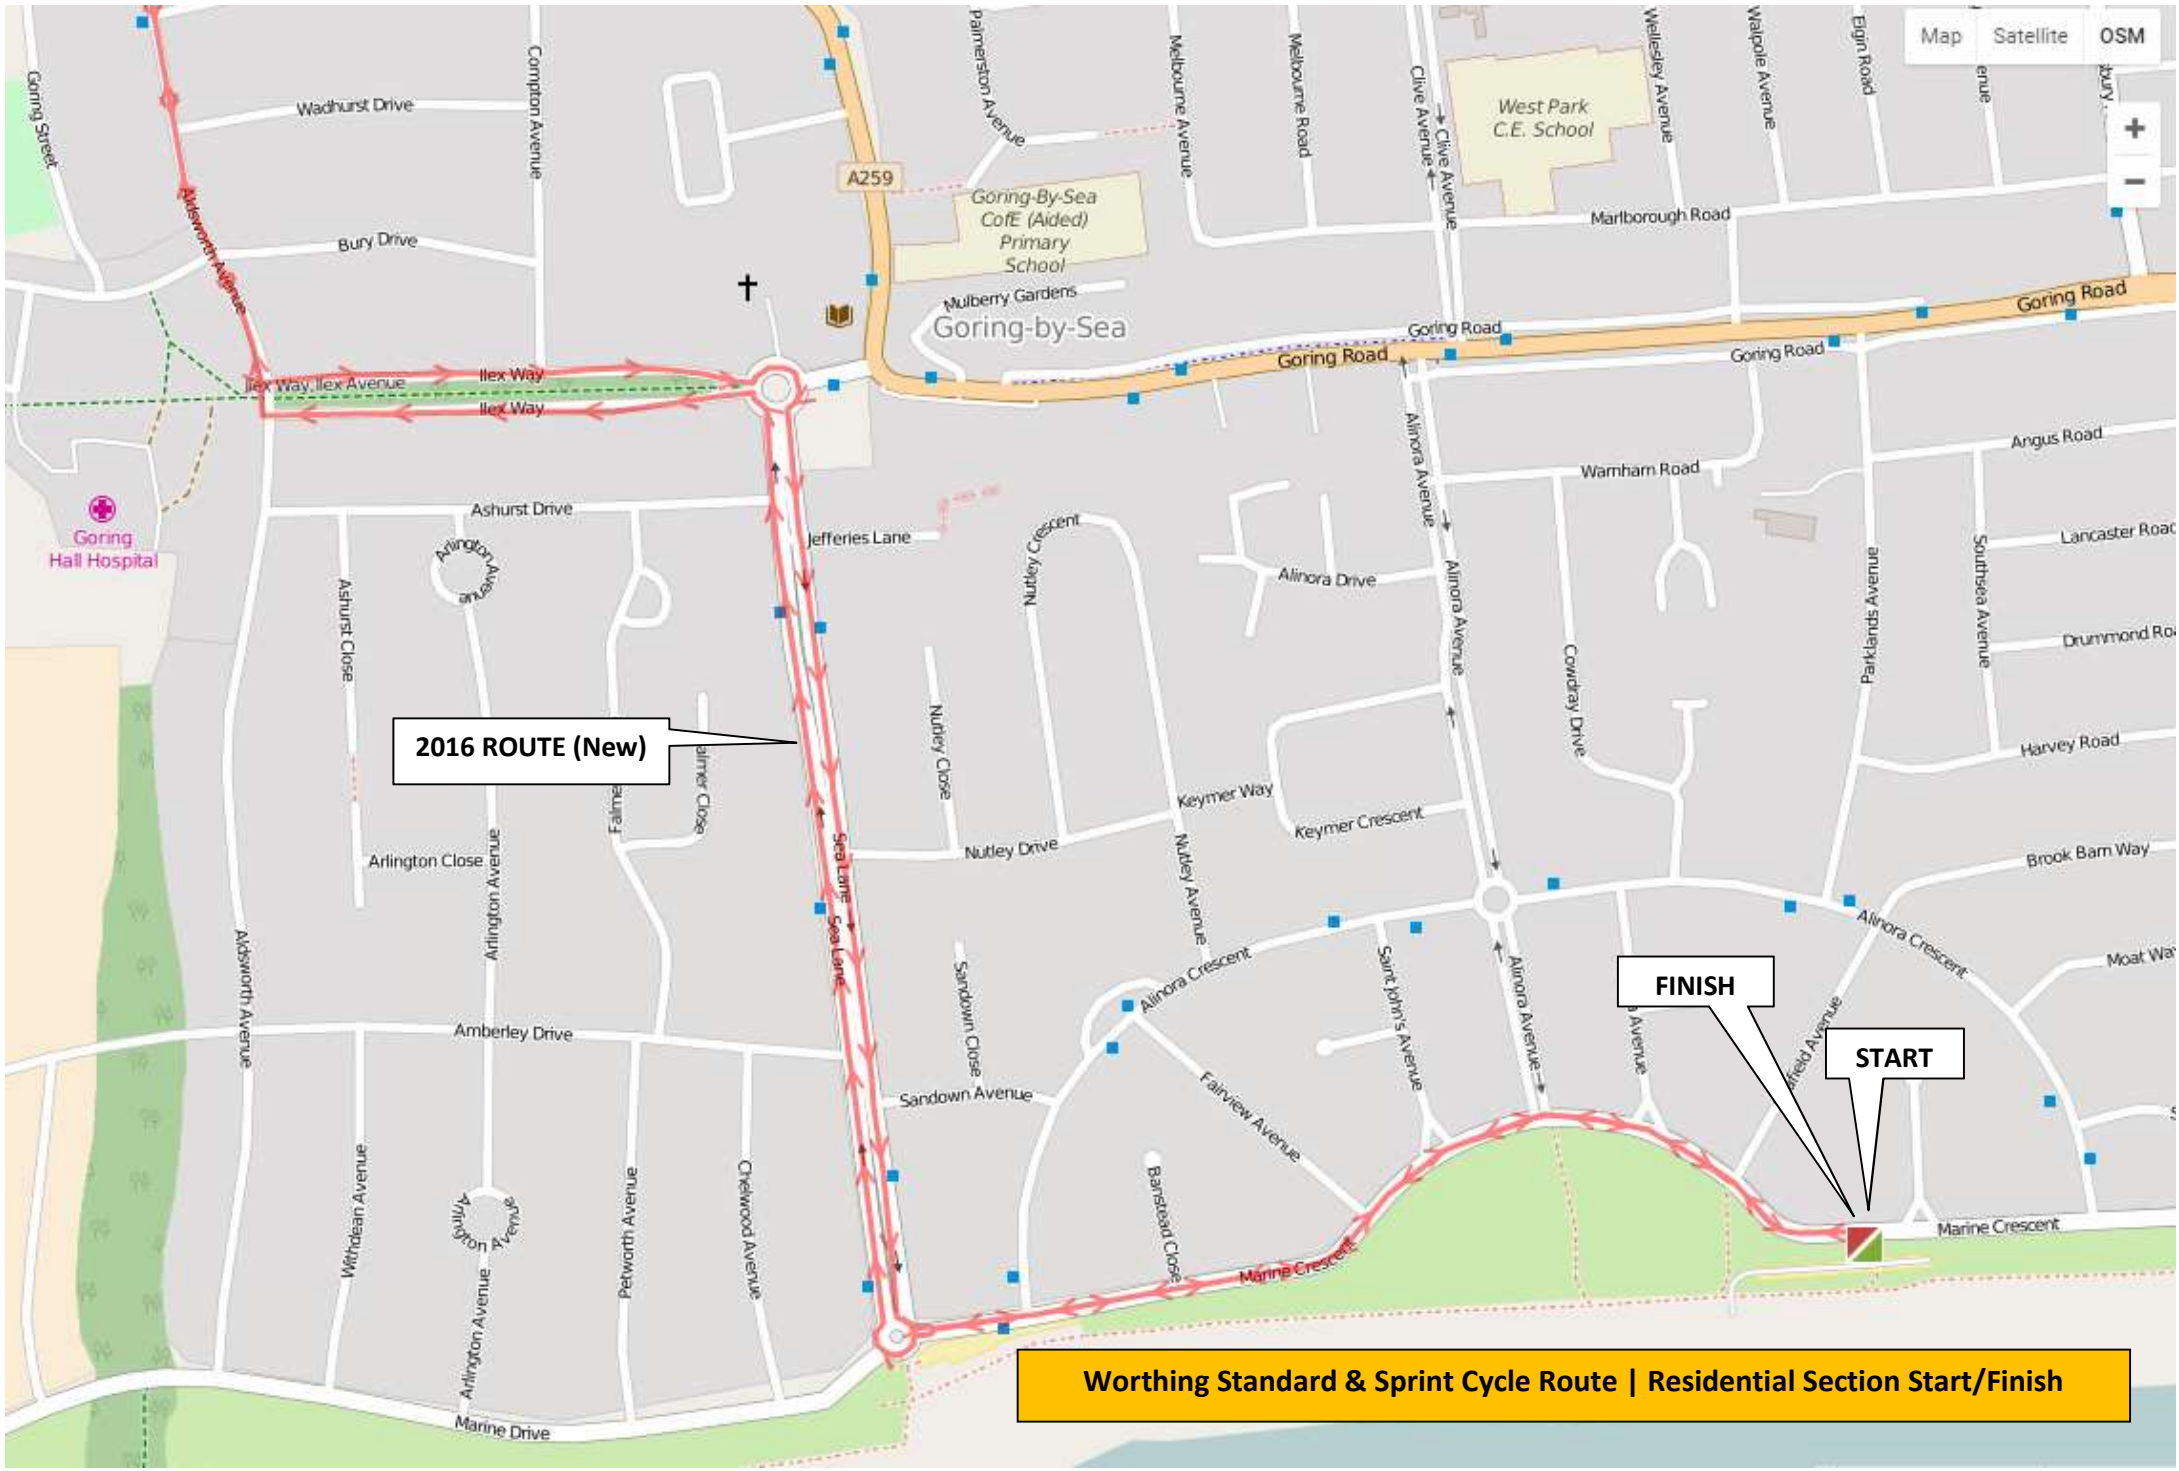 Map Satellite OSM
+
−
Goring Street
Wadhurst Drive
Compton Avenue
Palmerston Avenue
Melbourne Avenue
Melbourne Road
Clive Avenue
Clive Avenue
West Park
C.E. School
Wellesley Avenue
Walpole Avenue
Elgin Road
enue
bury
A259
Goring-By-Sea
CofE (Aided)
Primary
School
Marlborough Road
Aldsworth Avenue
Bury Drive
Mulberry Gardens
Goring-by-Sea
Goring Road
Goring Road
Goring Road
Goring Road
Ilex Way
Ilex Way, Ilex Avenue
Ilex Way
Angus Road
Warnham Road
Alinora Avenue
Ashurst Drive
Goring
Hall Hospital
Arlington Avenue
Ashurst Close
Jefferies Lane
Nutley Crescent
Alinora Drive
Alinora Avenue
Parklands Avenue
Southsea Avenue
Lancaster Road
Drummond Roa
Cowdray Drive
Harvey Road
2016 ROUTE (New)
Nutley Close
almer Close
Falme
Keymer Way
Keymer Crescent
Nutley Drive
Nutley Avenue
Sea Lane
Sea Lane
Arlington Close
Arlington Avenue
Brook Barn Way
Alinora Crescent
Alinora Crescent
Moat Way
Aldsworth Avenue
Sandown Close
Saint John's Avenue
Alinora Avenue
FINISH
a Avenue
afield Avenue
START
Amberley Drive
Sandown Avenue
Fairview Avenue
Withdean Avenue
Petworth Avenue
Chelwood Avenue
Arlington Avenue
Arlington Avenue
Banstead Close
Marine Crescent
Marine Crescent
Marine Drive
Worthing Standard & Sprint Cycle Route | Residential Section Start/Finish